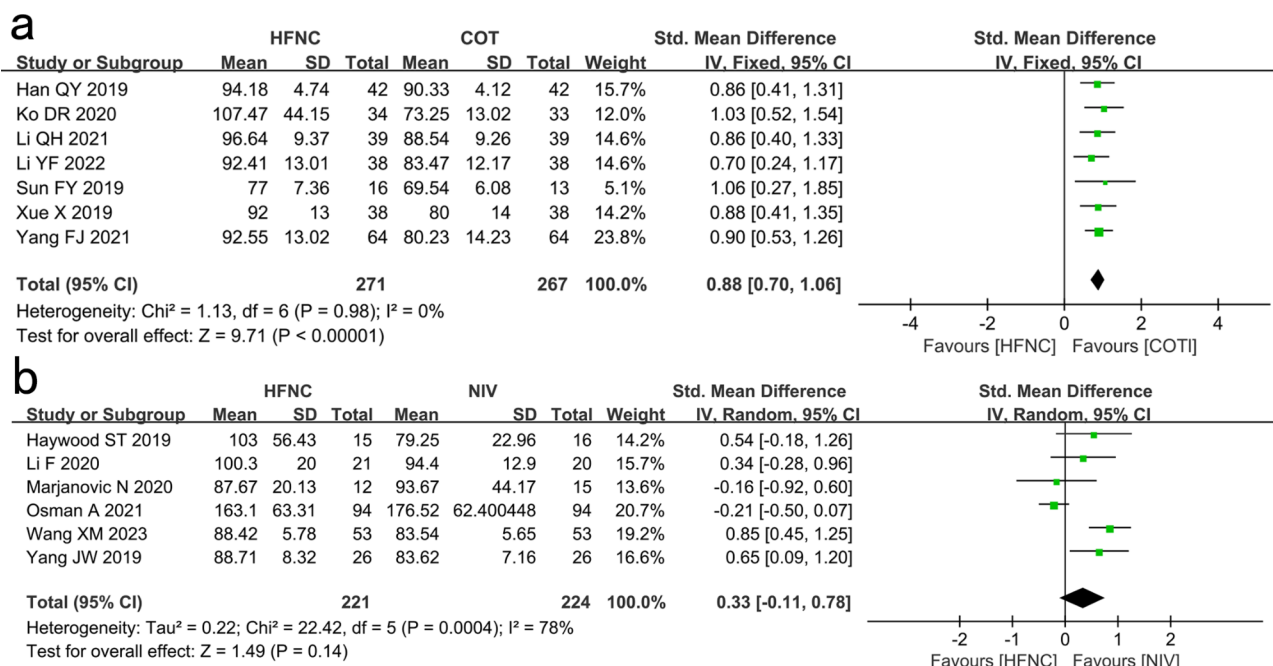 a
HFNC COT Std. Mean Difference Std. Mean Difference
Study or Subgroup Mean SD Total Mean SD Total Weight IV, Fixed, 95% CI IV, Fixed, 95% CI
Han QY 2019 94.18 4.74 42 90.33 4.12 42 15.7% 0.86 [0.41, 1.31]
Ko DR 2020 107.47 44.15 34 73.25 13.02 33 12.0% 1.03 [0.52, 1.54]
Li QH 2021 96.64 9.37 39 88.54 9.26 39 14.6% 0.86 [0.40, 1.33]
Li YF 2022 92.41 13.01 38 83.47 12.17 38 14.6% 0.70 [0.24, 1.17]
Sun FY 2019 77 7.36 16 69.54 6.08 13 5.1% 1.06 [0.27, 1.85]
Xue X 2019 92 13 38 80 14 38 14.2% 0.88 [0.41, 1.35]
Yang FJ 2021 92.55 13.02 64 80.23 14.23 64 23.8% 0.90 [0.53, 1.26]
Total (95% CI) 271 267 100.0% 0.88 [0.70, 1.06]
Heterogeneity: Chi² = 1.13, df = 6 (P = 0.98); I² = 0%
Test for overall effect: Z = 9.71 (P < 0.00001)
-4 -2 0 2 4
Favours [HFNC] Favours [COTI]
b
HFNC NIV Std. Mean Difference Std. Mean Difference
Study or Subgroup Mean SD Total Mean SD Total Weight IV, Random, 95% CI IV, Random, 95% CI
Haywood ST 2019 103 56.43 15 79.25 22.96 16 14.2% 0.54 [-0.18, 1.26]
Li F 2020 100.3 20 21 94.4 12.9 20 15.7% 0.34 [-0.28, 0.96]
Marjanovic N 2020 87.67 20.13 12 93.67 44.17 15 13.6% -0.16 [-0.92, 0.60]
Osman A 2021 163.1 63.31 94 176.52 62.400448 94 20.7% -0.21 [-0.50, 0.07]
Wang XM 2023 88.42 5.78 53 83.54 5.65 53 19.2% 0.85 [0.45, 1.25]
Yang JW 2019 88.71 8.32 26 83.62 7.16 26 16.6% 0.65 [0.09, 1.20]
Total (95% CI) 221 224 100.0% 0.33 [-0.11, 0.78]
Heterogeneity: Tau² = 0.22; Chi² = 22.42, df = 5 (P = 0.0004); I² = 78%
Test for overall effect: Z = 1.49 (P = 0.14)
-2 -1 0 1 2
Favours [HFNC] Favours [NIV]